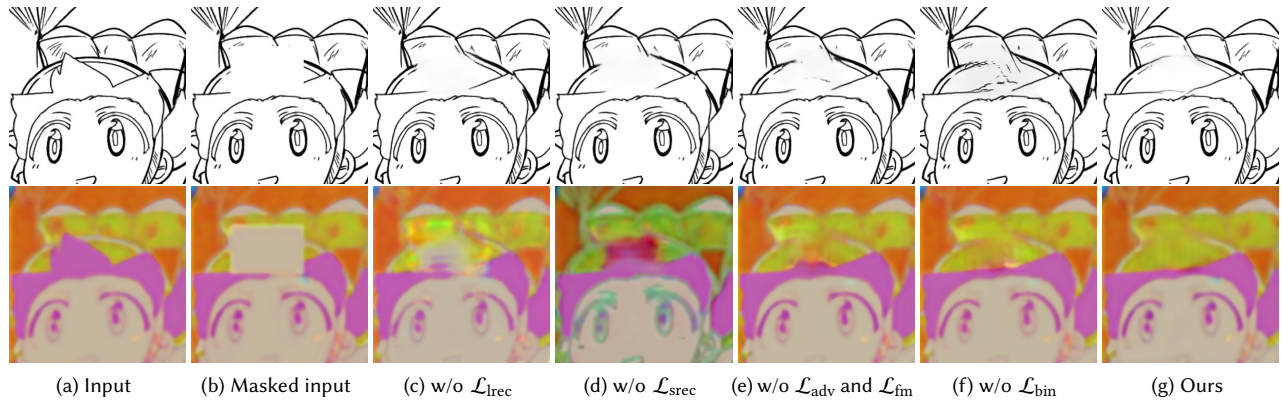 (a) Input (b) Masked input (c) w/o ℒlrec (d) w/o ℒsrec (e) w/o ℒadv and ℒfm (f) w/o ℒbin (g) Ours